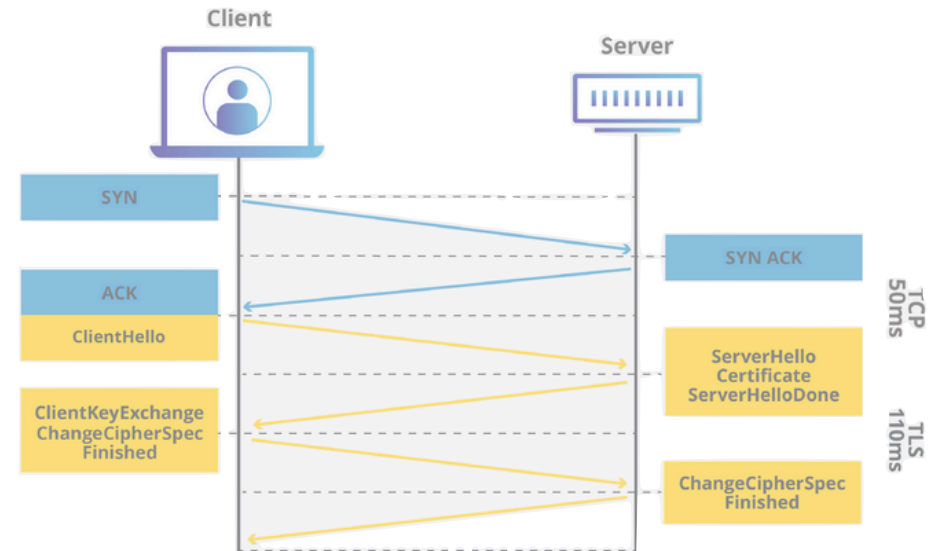 Client
Server
SYN
SYN ACK
ACK
ClientHello
TCP
50ms
ServerHello
Certificate
ServerHelloDone
ClientKeyExchange
ChangeCipherSpec
Finished
TLS
110ms
ChangeCipherSpec
Finished